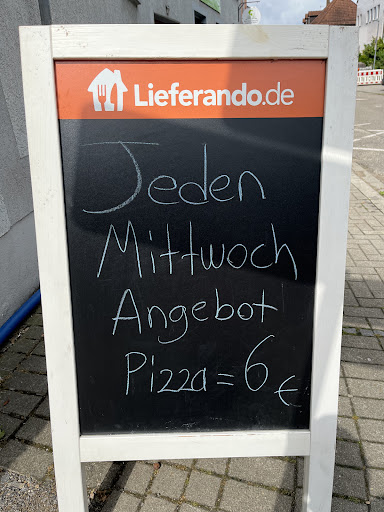 Lieferando.de
Jeden
Mittwoch
Angebot
Pizza = 6 €